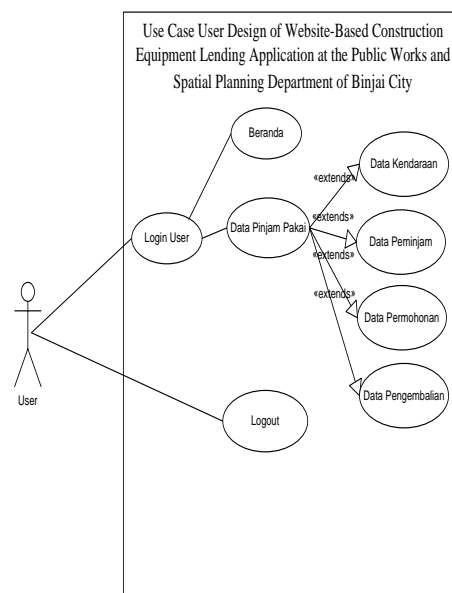 Use Case User Design of Website-Based Construction
Equipment Lending Application at the Public Works and
Spatial Planning Department of Binjai City
Beranda
Data Kendaraan
«extends»
Login User
Data Pinjam Pakai
«extends»
Data Peminjam
«extends»
«extends»
Data Permohonan
User
Logout
Data Pengembalian